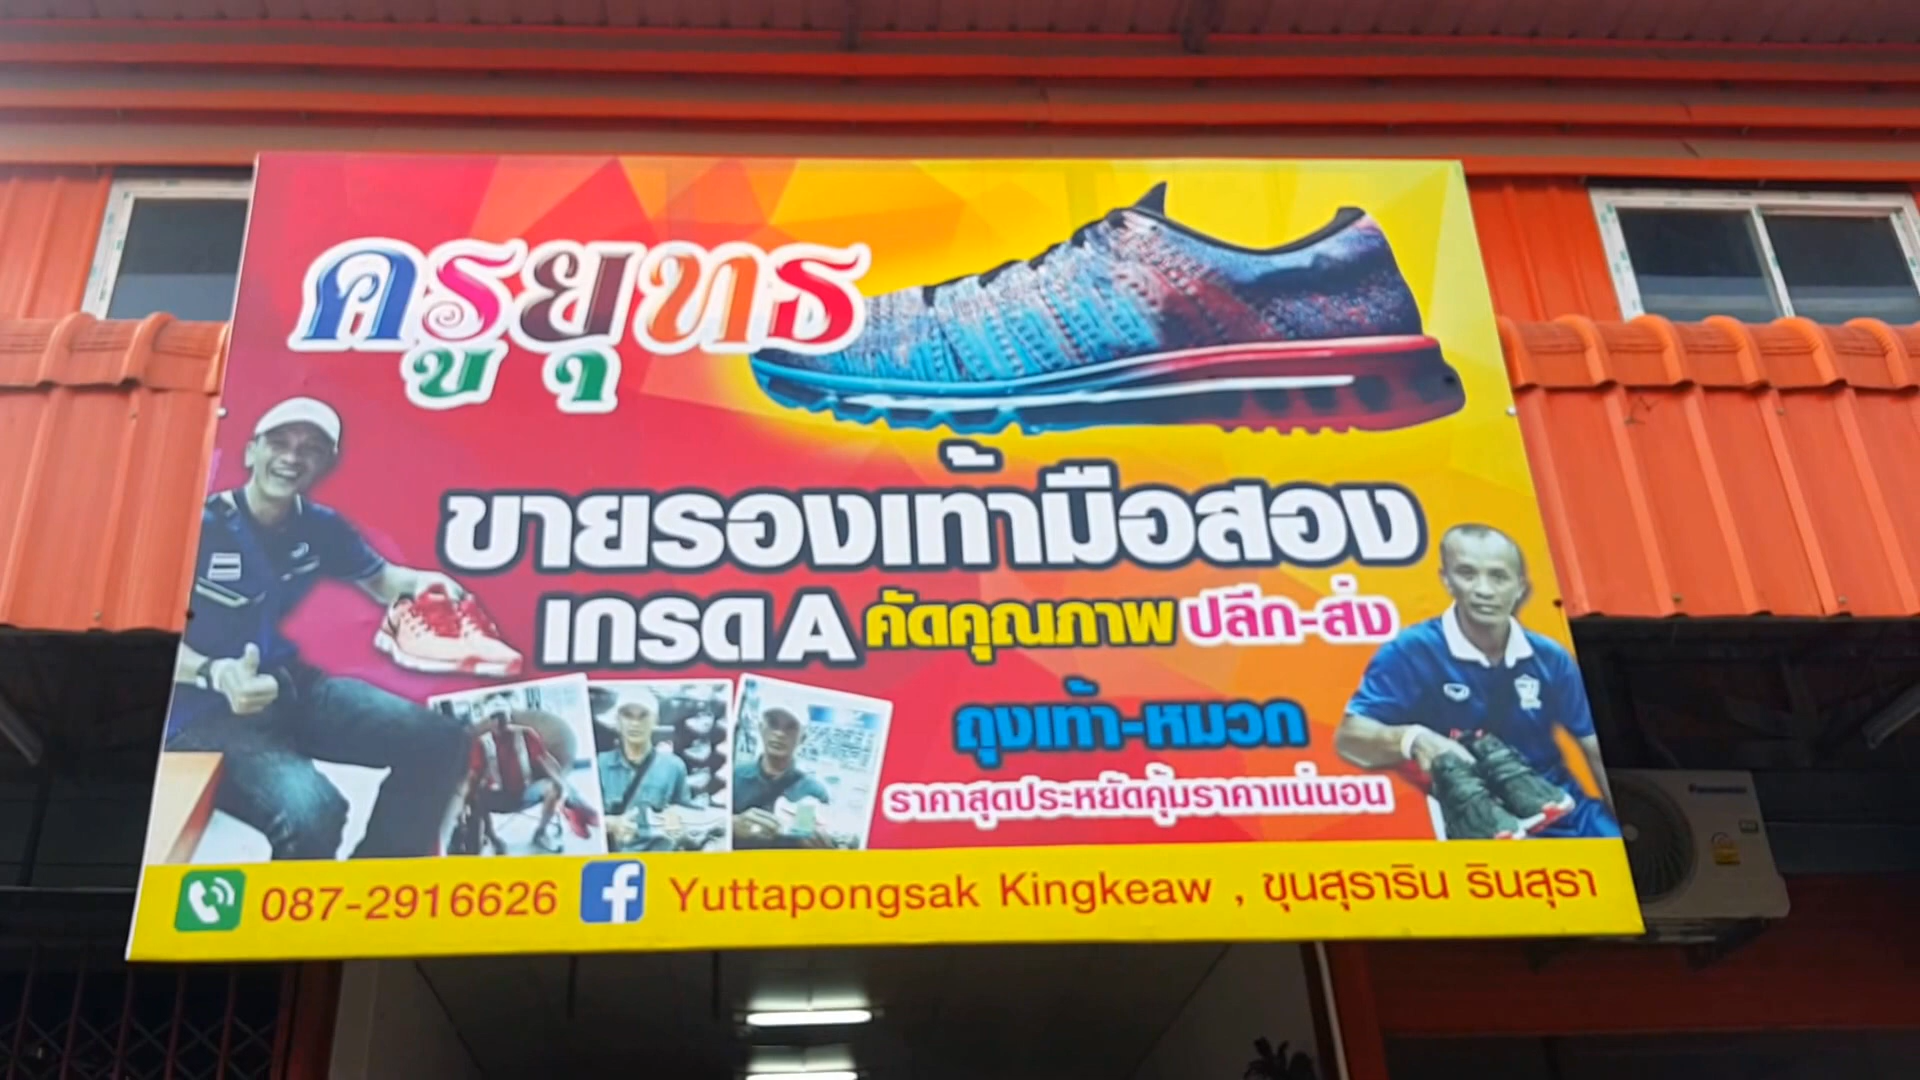 ครูยุทธ
ขายรองเท้ามือสอง
เกรด A คัดคุณภาพ ปลีก-ส่ง
ถุงเท้า-หมวก
ราคาสุดประหยัดคุ้มราคาแน่นอน
087-2916626 f Yuttapongsak Kingkeaw , ขุนสุราริน รินสุรา
Panasonic